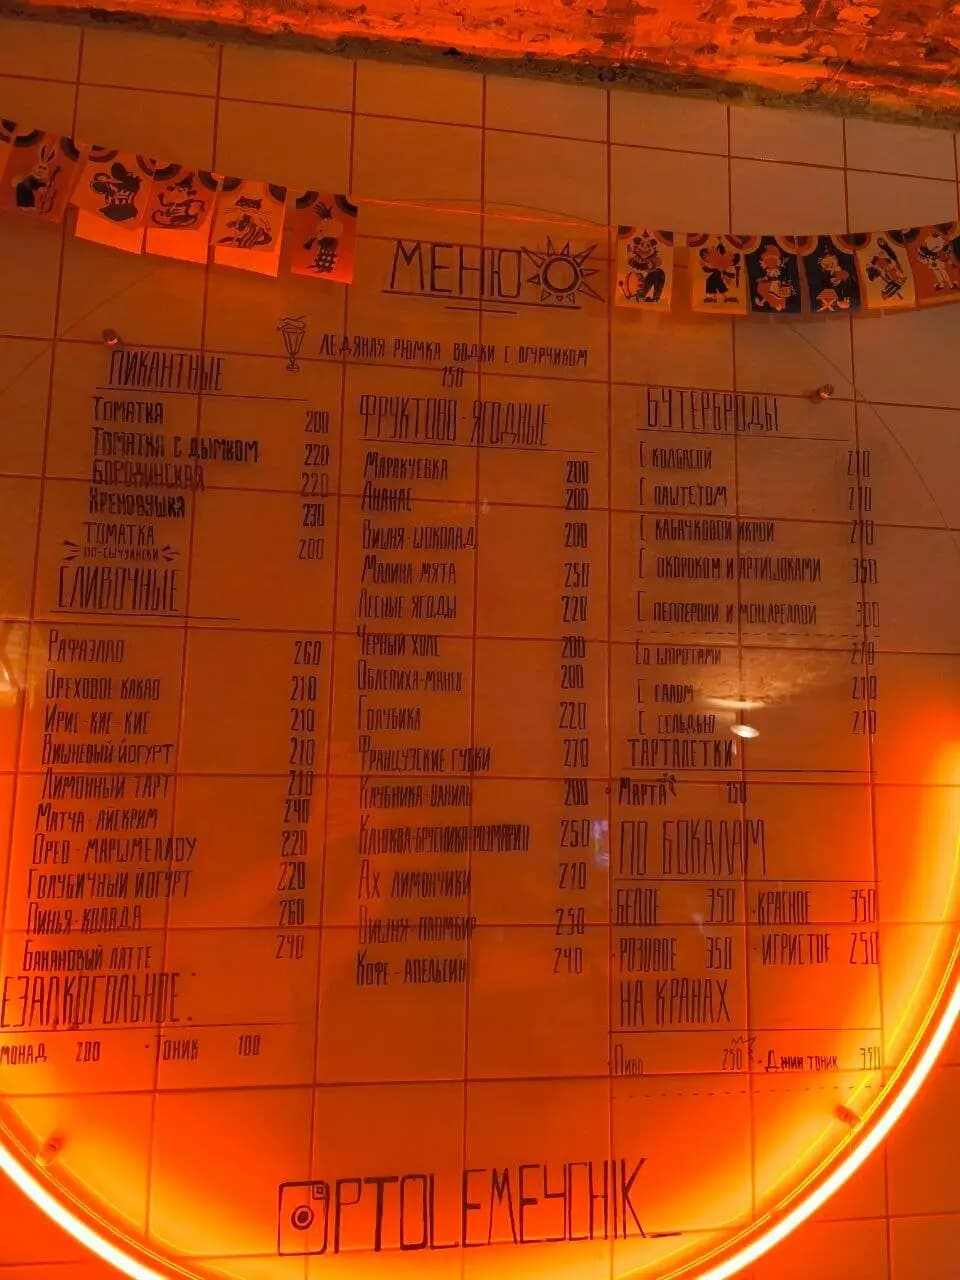 МЕНЮ
ЛЕДЯНАЯ РЮМКА ВОДКИ С ОГУРЧИКОМ
150
ПИКАНТНЫЕ
ТОМАТКА 200
ТОМАТКА С ДЫМКОМ 220
БОРОДИНСКАЯ 220
ХРЕНОВУШКА 230
ТОМАТКА
ПО-СЫЧУАНСКИ 200
СЛИВОЧНЫЕ
РАФАЭЛЛО 260
ОРЕХОВОЕ КАКАО 210
ИРИС-КИС-КИС 210
ВИШНЕВЫЙ ЙОГУРТ 210
ЛИМОННЫЙ ТАРТ 210
МАТЧА-АЙСКРИМ 240
ОРЕО-МАРШМЕЛЛОУ 220
ГОЛУБИЧНЫЙ ЙОГУРТ 220
ПИНЬЯ-КОЛАДА 260
БАНАНОВЫЙ ЛАТТЕ 240
ЕЗАЛКОГОЛЬНОЕ:
МОНАД 200 · ТОНИК 100
ФРУКТОВО-ЯГОДНЫЕ
МАРАКУЕВКА 200
АНАНАС 200
ВИШНЯ-ШОКОЛАД 200
МАЛИНА МЯТА 250
ЛЕСНЫЕ ЯГОДЫ 220
ЧЕРНЫЙ ХОЛС 200
ОБЛЕПИХА-МАНГО 200
ГОЛУБИКА 220
ФРАНЦУЗСКИЕ ГУБКИ 270
КЛУБНИКА-ВАНИЛЬ 200
КЛЮКВА-БРУСНИКА-РОЗМАРИН 250
АХ ЛИМОНЧИКИ 210
ВИШНЯ-ПЛОМБИР 250
КОФЕ-АПЕЛЬСИН 240
БУТЕРБРОДЫ
С КОЛБАСОЙ 210
С ПАШТЕТОМ 210
С КАБАЧКОВОЙ ИКРОЙ 210
С ОКОРОКОМ И АРТИШОКАМИ 350
С ПЕППЕРОНИ И МОЦАРЕЛЛОЙ 300
СО ШПРОТАМИ 210
С САЛОМ 210
С СЕЛЬДЬЮ 210
ТАРТАЛЕТКИ
МАРТА 150
ПО БОКАЛАМ
· БЕЛОЕ 350 · КРАСНОЕ 350
· РОЗОВОЕ 350 · ИГРИСТОЕ 250
НА КРАНАХ
· ПИВО 250 · ДЖИН ТОНИК 350
PTOLEMEYCHIK_